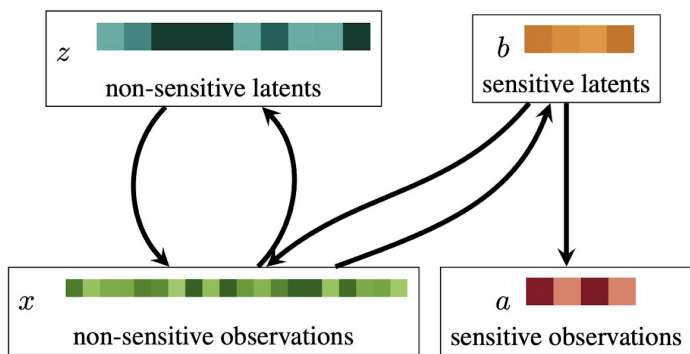 z
non-sensitive latents
b
sensitive latents
x
non-sensitive observations
a
sensitive observations